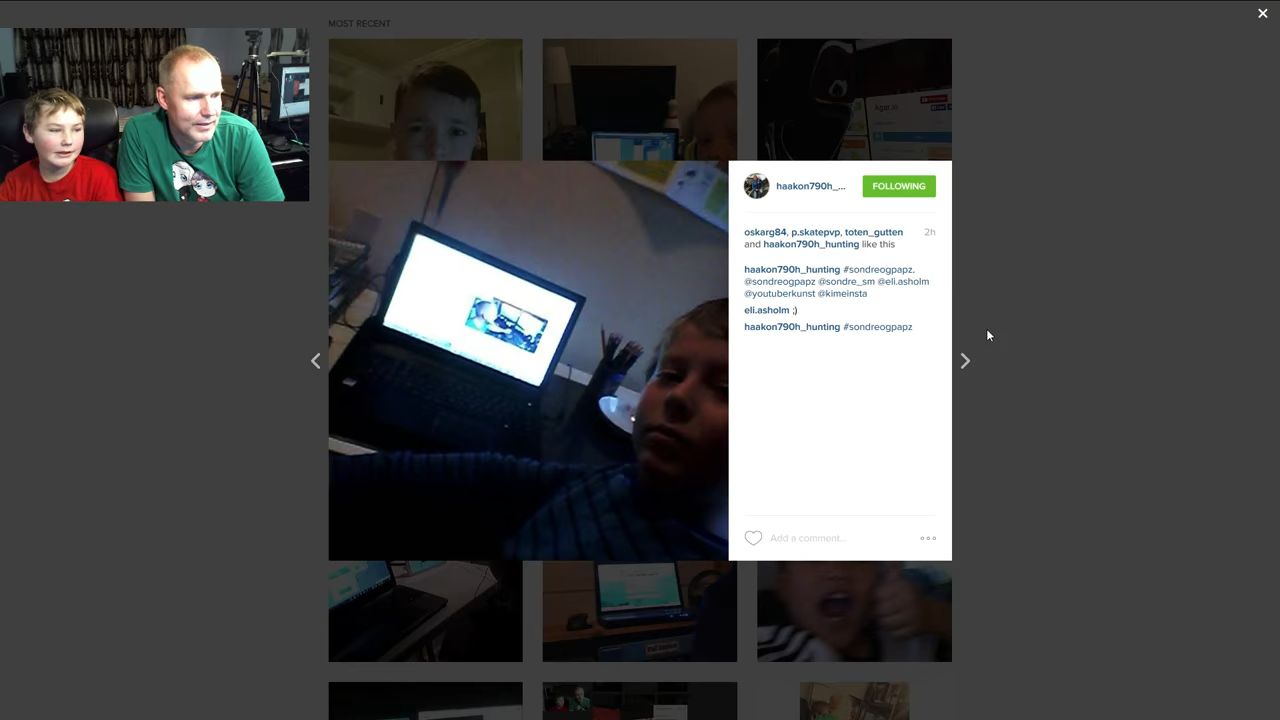 MOST RECENT
haakon790h_...
FOLLOWING
oskarg84, p.skatepvp, toten_gutten
2h
and haakon790h_hunting like this
haakon790h_hunting #sondreogpapz.
@sondreogpapz @sondre_sm @eli.asholm
@youtuberkunst @kimeinsta
eli.asholm ;)
haakon790h_hunting #sondreogpapz
Add a comment...